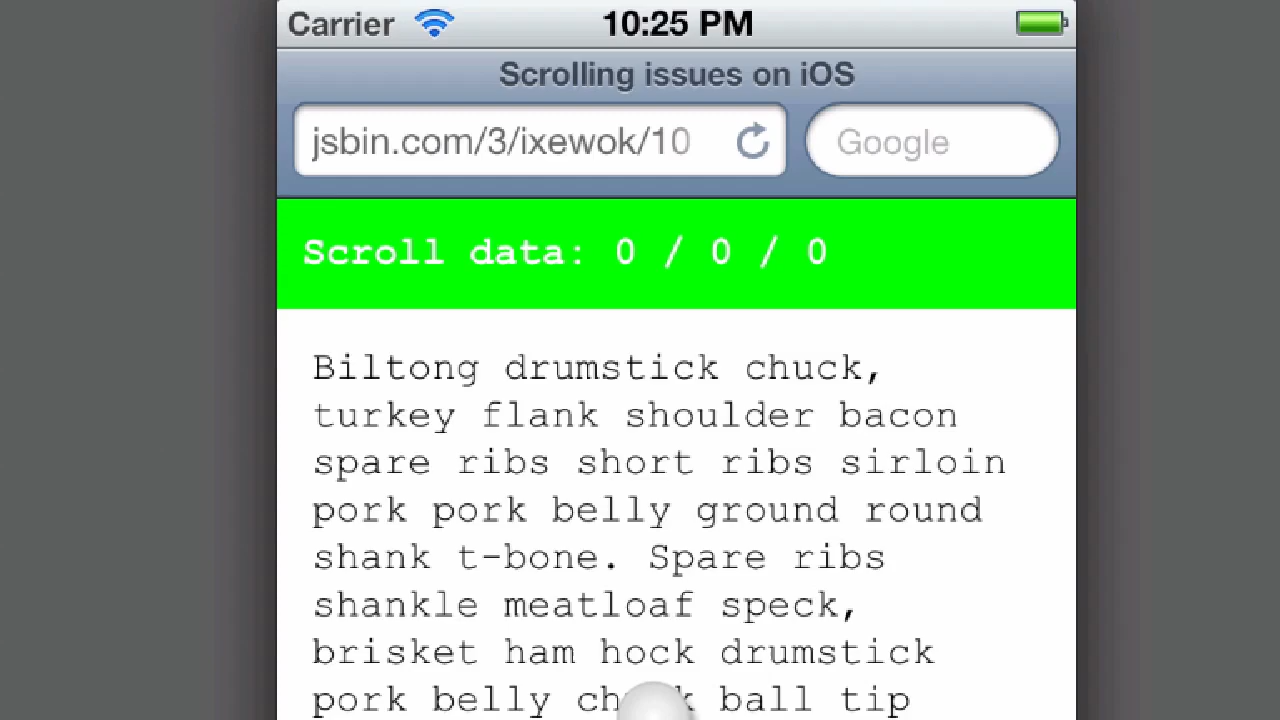 Carrier 10:25 PM
Scrolling issues on iOS
jsbin.com/3/ixewok/10 Google
Scroll data: 0 / 0 / 0
Biltong drumstick chuck,
turkey flank shoulder bacon
spare ribs short ribs sirloin
pork pork belly ground round
shank t-bone. Spare ribs
shankle meatloaf speck,
brisket ham hock drumstick
pork belly ball tip